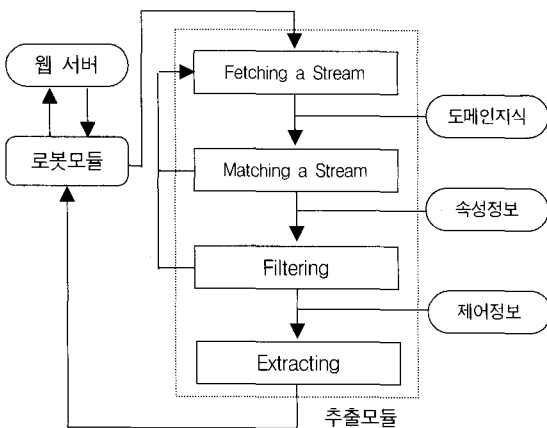 웹 서버
로봇모듈
Fetching a Stream
도메인지식
Matching a Stream
속성정보
Filtering
제어정보
Extracting
추출모듈